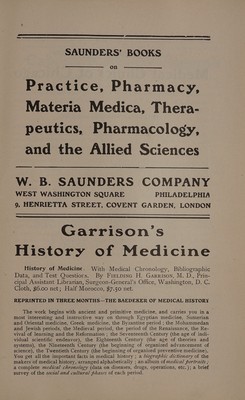 SAUNDERS' BOOKS
on
Practice, Pharmacy,
Materia Medica, Thera-
peutics, Pharmacology,
and the Allied Sciences
W. B. SAUNDERS COMPANY
WEST WASHINGTON SQUARE PHILADELPHIA
9, HENRIETTA STREET, COVENT GARDEN, LONDON
Garrison's
History of Medicine
History of Medicine. With Medical Chronology, Bibliographic
Data, and Test Questions. By FIELDING H. GARRISON, M. D., Prin-
cipal Assistant Librarian, Surgeon-General's Office, Washington, D. C.
Cloth, $6.00 net; Half Morocco, $7.50 net.
REPRINTED IN THREE MONTHS—THE BAEDEKER OF MEDICAL HISTORY
The work begins with ancient and primitive medicine, and carries you in a
most interesting and instructive way on through Egyptian medicine, Sumerian
and Oriental medicine, Greek medicine, the Byzantine period; the Mohammedan
and Jewish periods, the Medieval period, the period of the Renaissance, the Re-
vival of learning and the Reformation; the Seventeenth Century (the age of indi-
vidual scientific endeavor), the Eighteenth Century (the age of theories and
systems), the Nineteenth Century (the beginning of organized advancement of
science), the Twentieth Century (the beginning of organized preventive medicine).
You get all the important facts in medical history; a biographic dictionary of the
makers of medical history, arranged alphabetically; an album of medical portraits;
a complete medical chronology (data on diseases, drugs, operations, etc.); a brief
survey of the social and cultural phases of each period.